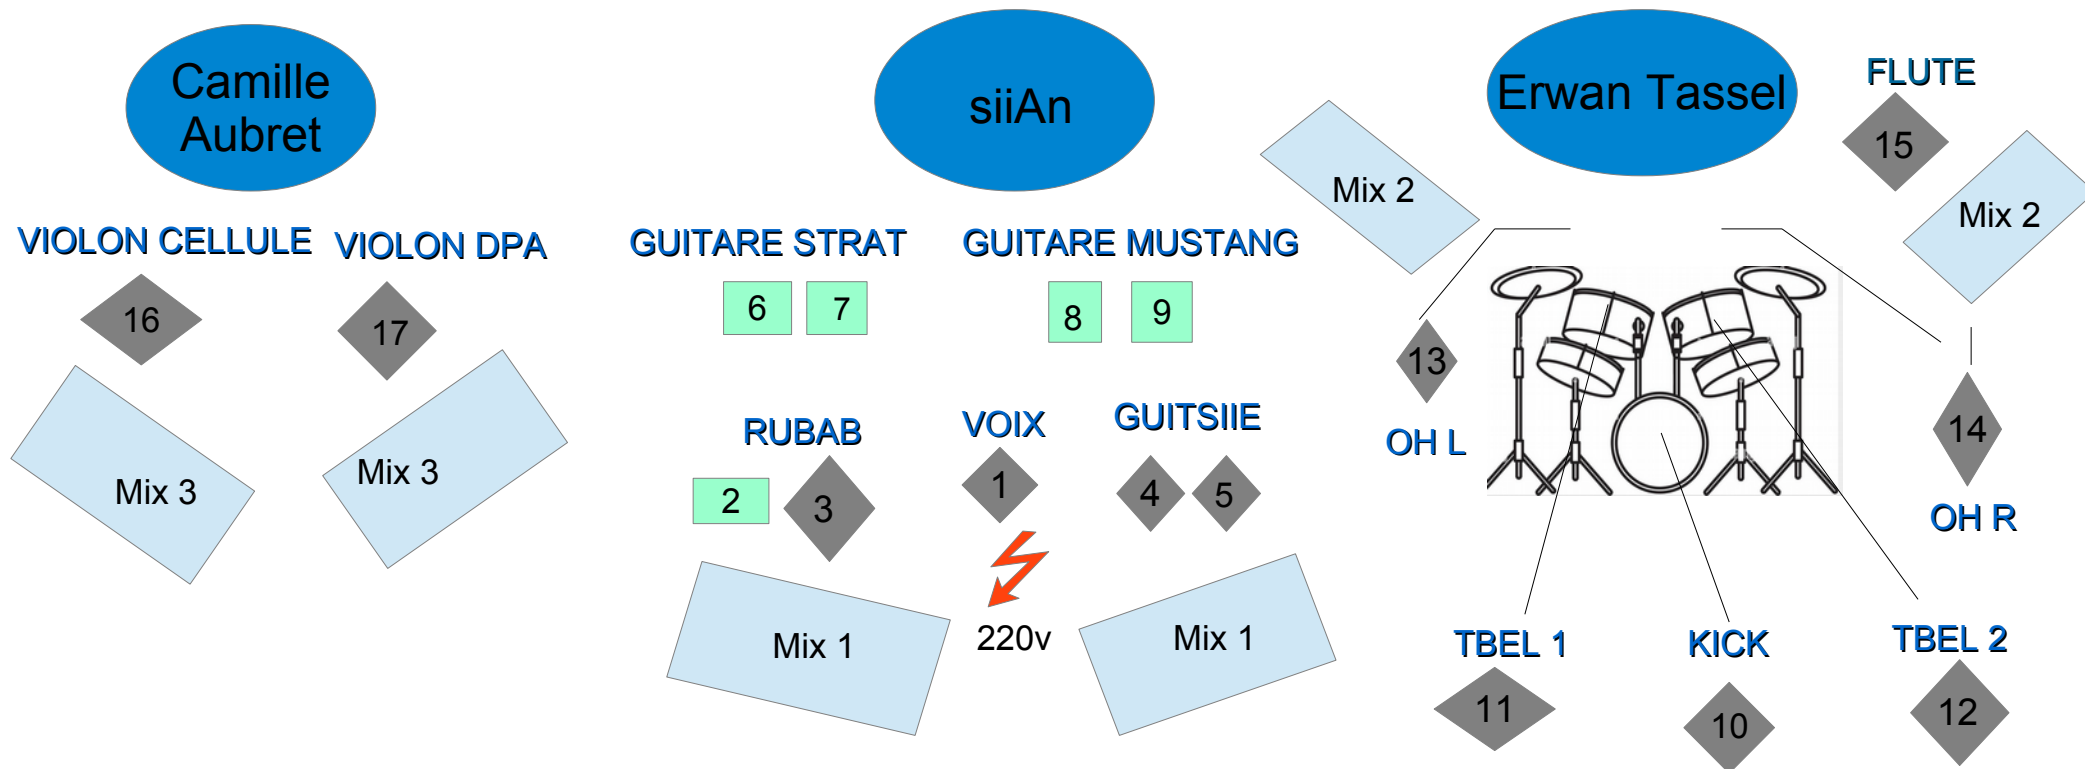 Camille
Aubret
siiAn
Erwan Tassel
FLUTE
15
Mix 2
Mix 2
VIOLON CELLULE
VIOLON DPA
GUITARE STRAT
GUITARE MUSTANG
16
17
6
7
8
9
13
OH L
14
OH R
Mix 3
Mix 3
RUBAB
VOIX
GUITSIIE
2
3
1
4
5
Mix 1
220v
Mix 1
TBEL 1
KICK
TBEL 2
11
10
12